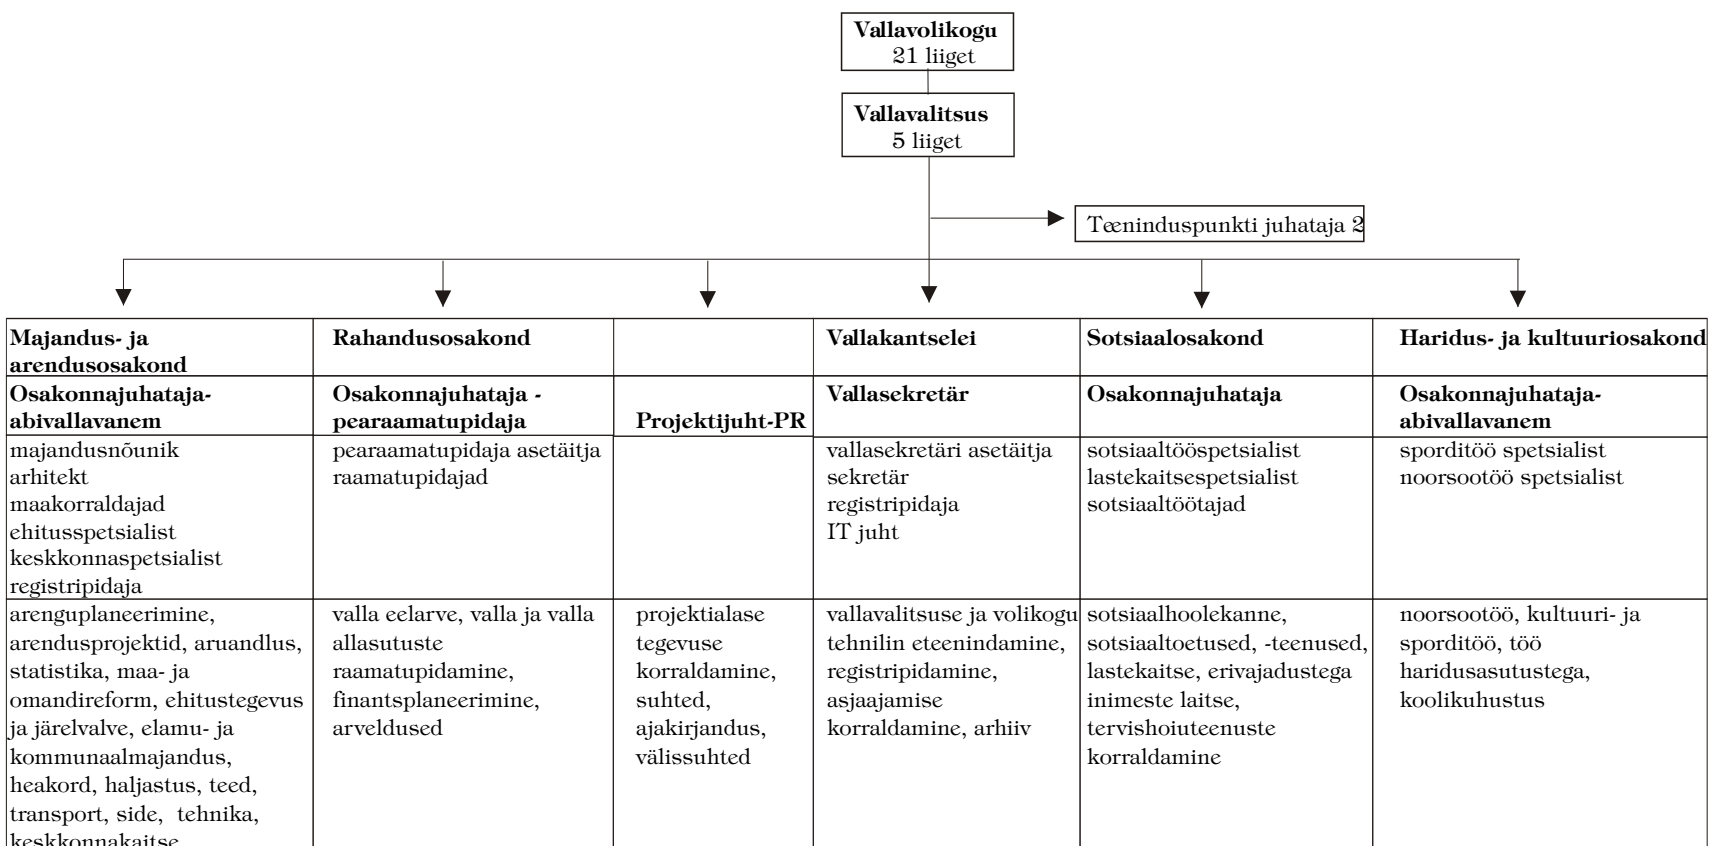 Vallavolikogu
21 liiget
Vallavalitsus
5 liiget
Teeninduspunkti juhataja 2
Majandus- ja
arendusosakond
Rahandusosakond
Vallakantselei
Sotsiaalosakond
Haridus- ja kultuuriosakond
Osakonnajuhataja-
abivallavanem
Osakonnajuhataja -
pearaamatupidaja
Projektijuht-PR
Vallasekretär
Osakonnajuhataja
Osakonnajuhataja-
abivallavanem
majandusnõunik
arhitekt
maakorraldajad
ehitusspetsialist
keskkonnaspetsialist
registripidaja
pearaamatupidaja asetäitja
raamatupidajad
vallasekretäri asetäitja
sekretär
registripidaja
IT juht
sotsiaaltööspetsialist
lastekaitsespetsialist
sotsiaaltöötajad
sporditöö spetsialist
noorsootöö spetsialist
arenguplaneerimine,
arendusprojektid, aruandlus,
statistika, maa- ja
omandireform, ehitustegevus
ja järelvalve, elamu- ja
kommunaalmajandus,
heakord, haljastus, teed,
transport, side, tehnika,
keskkonnakaitse
valla eelarve, valla ja valla
allasutuste
raamatupidamine,
finantsplaneerimine,
arveldused
projektialase
tegevuse
korraldamine,
suhted,
ajakirjandus,
välissuhted
vallavalitsuse ja volikogu
tehnilin eteenindamine,
registripidamine,
asjaajamise
korraldamine, arhiiv
sotsiaalhoolekanne,
sotsiaaltoetused, -teenused,
lastekaitse, erivajadustega
inimeste laitse,
tervishoiuteenuste
korraldamine
noorsootöö, kultuuri- ja
sporditöö, töö
haridusasutustega,
koolikuhustus